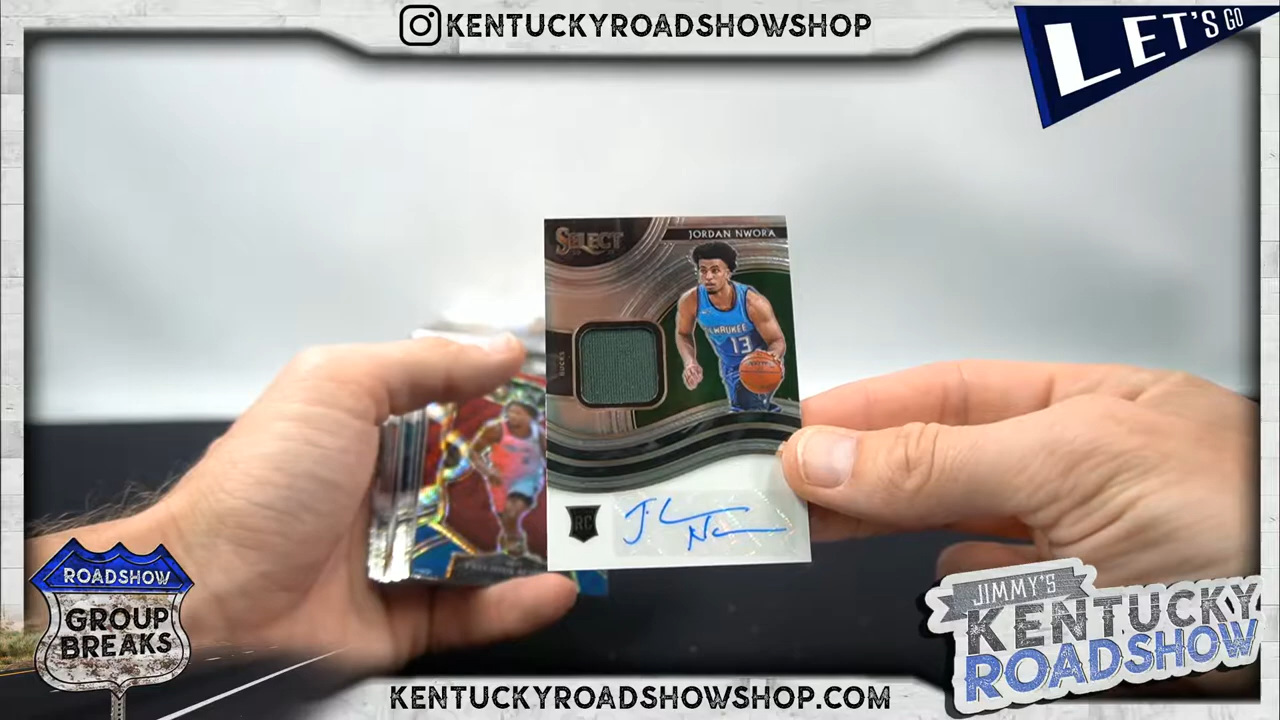 KENTUCKYROADSHOWSHOP
LET'S GO
SELECT
JORDAN NWORA
BUCKS
MILWAUKEE
13
RC
ROADSHOW
GROUP
BREAKS
JIMMY'S
KENTUCKY
ROADSHOW
KENTUCKYROADSHOWSHOP.COM